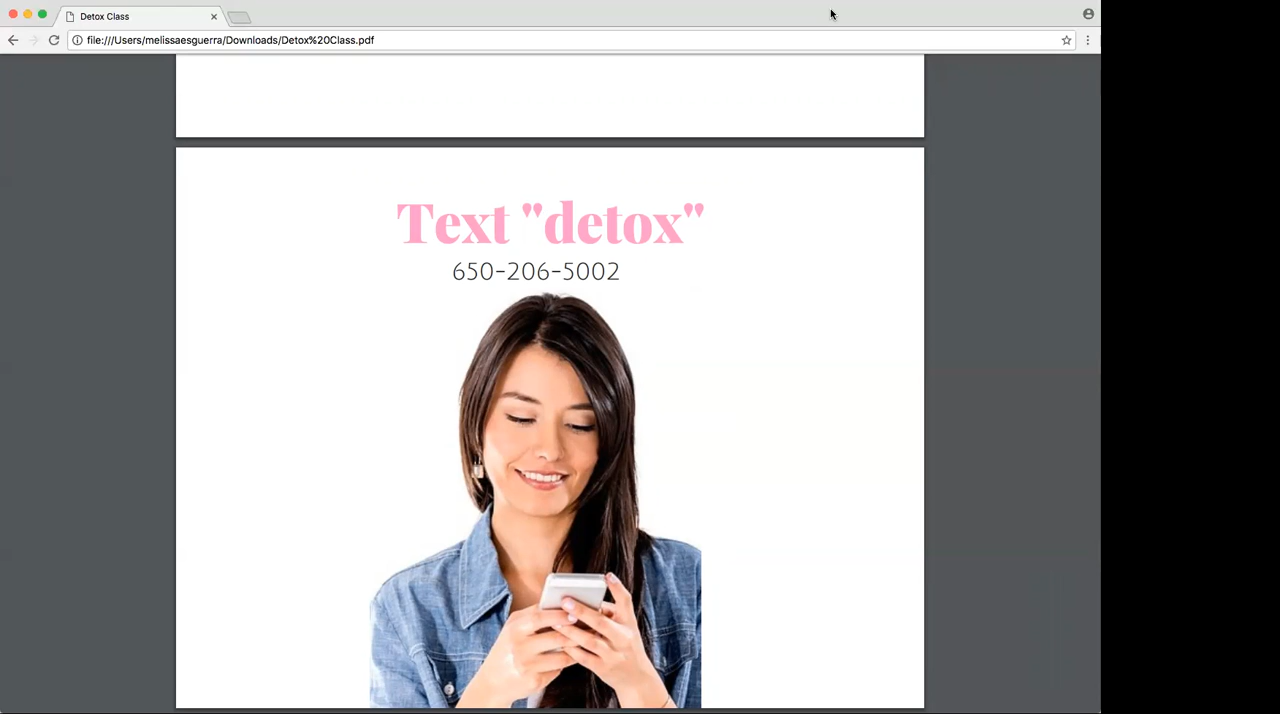 Detox Class
file:///Users/melissaesguerra/Downloads/Detox%20Class.pdf
Text "detox"
650-206-5002